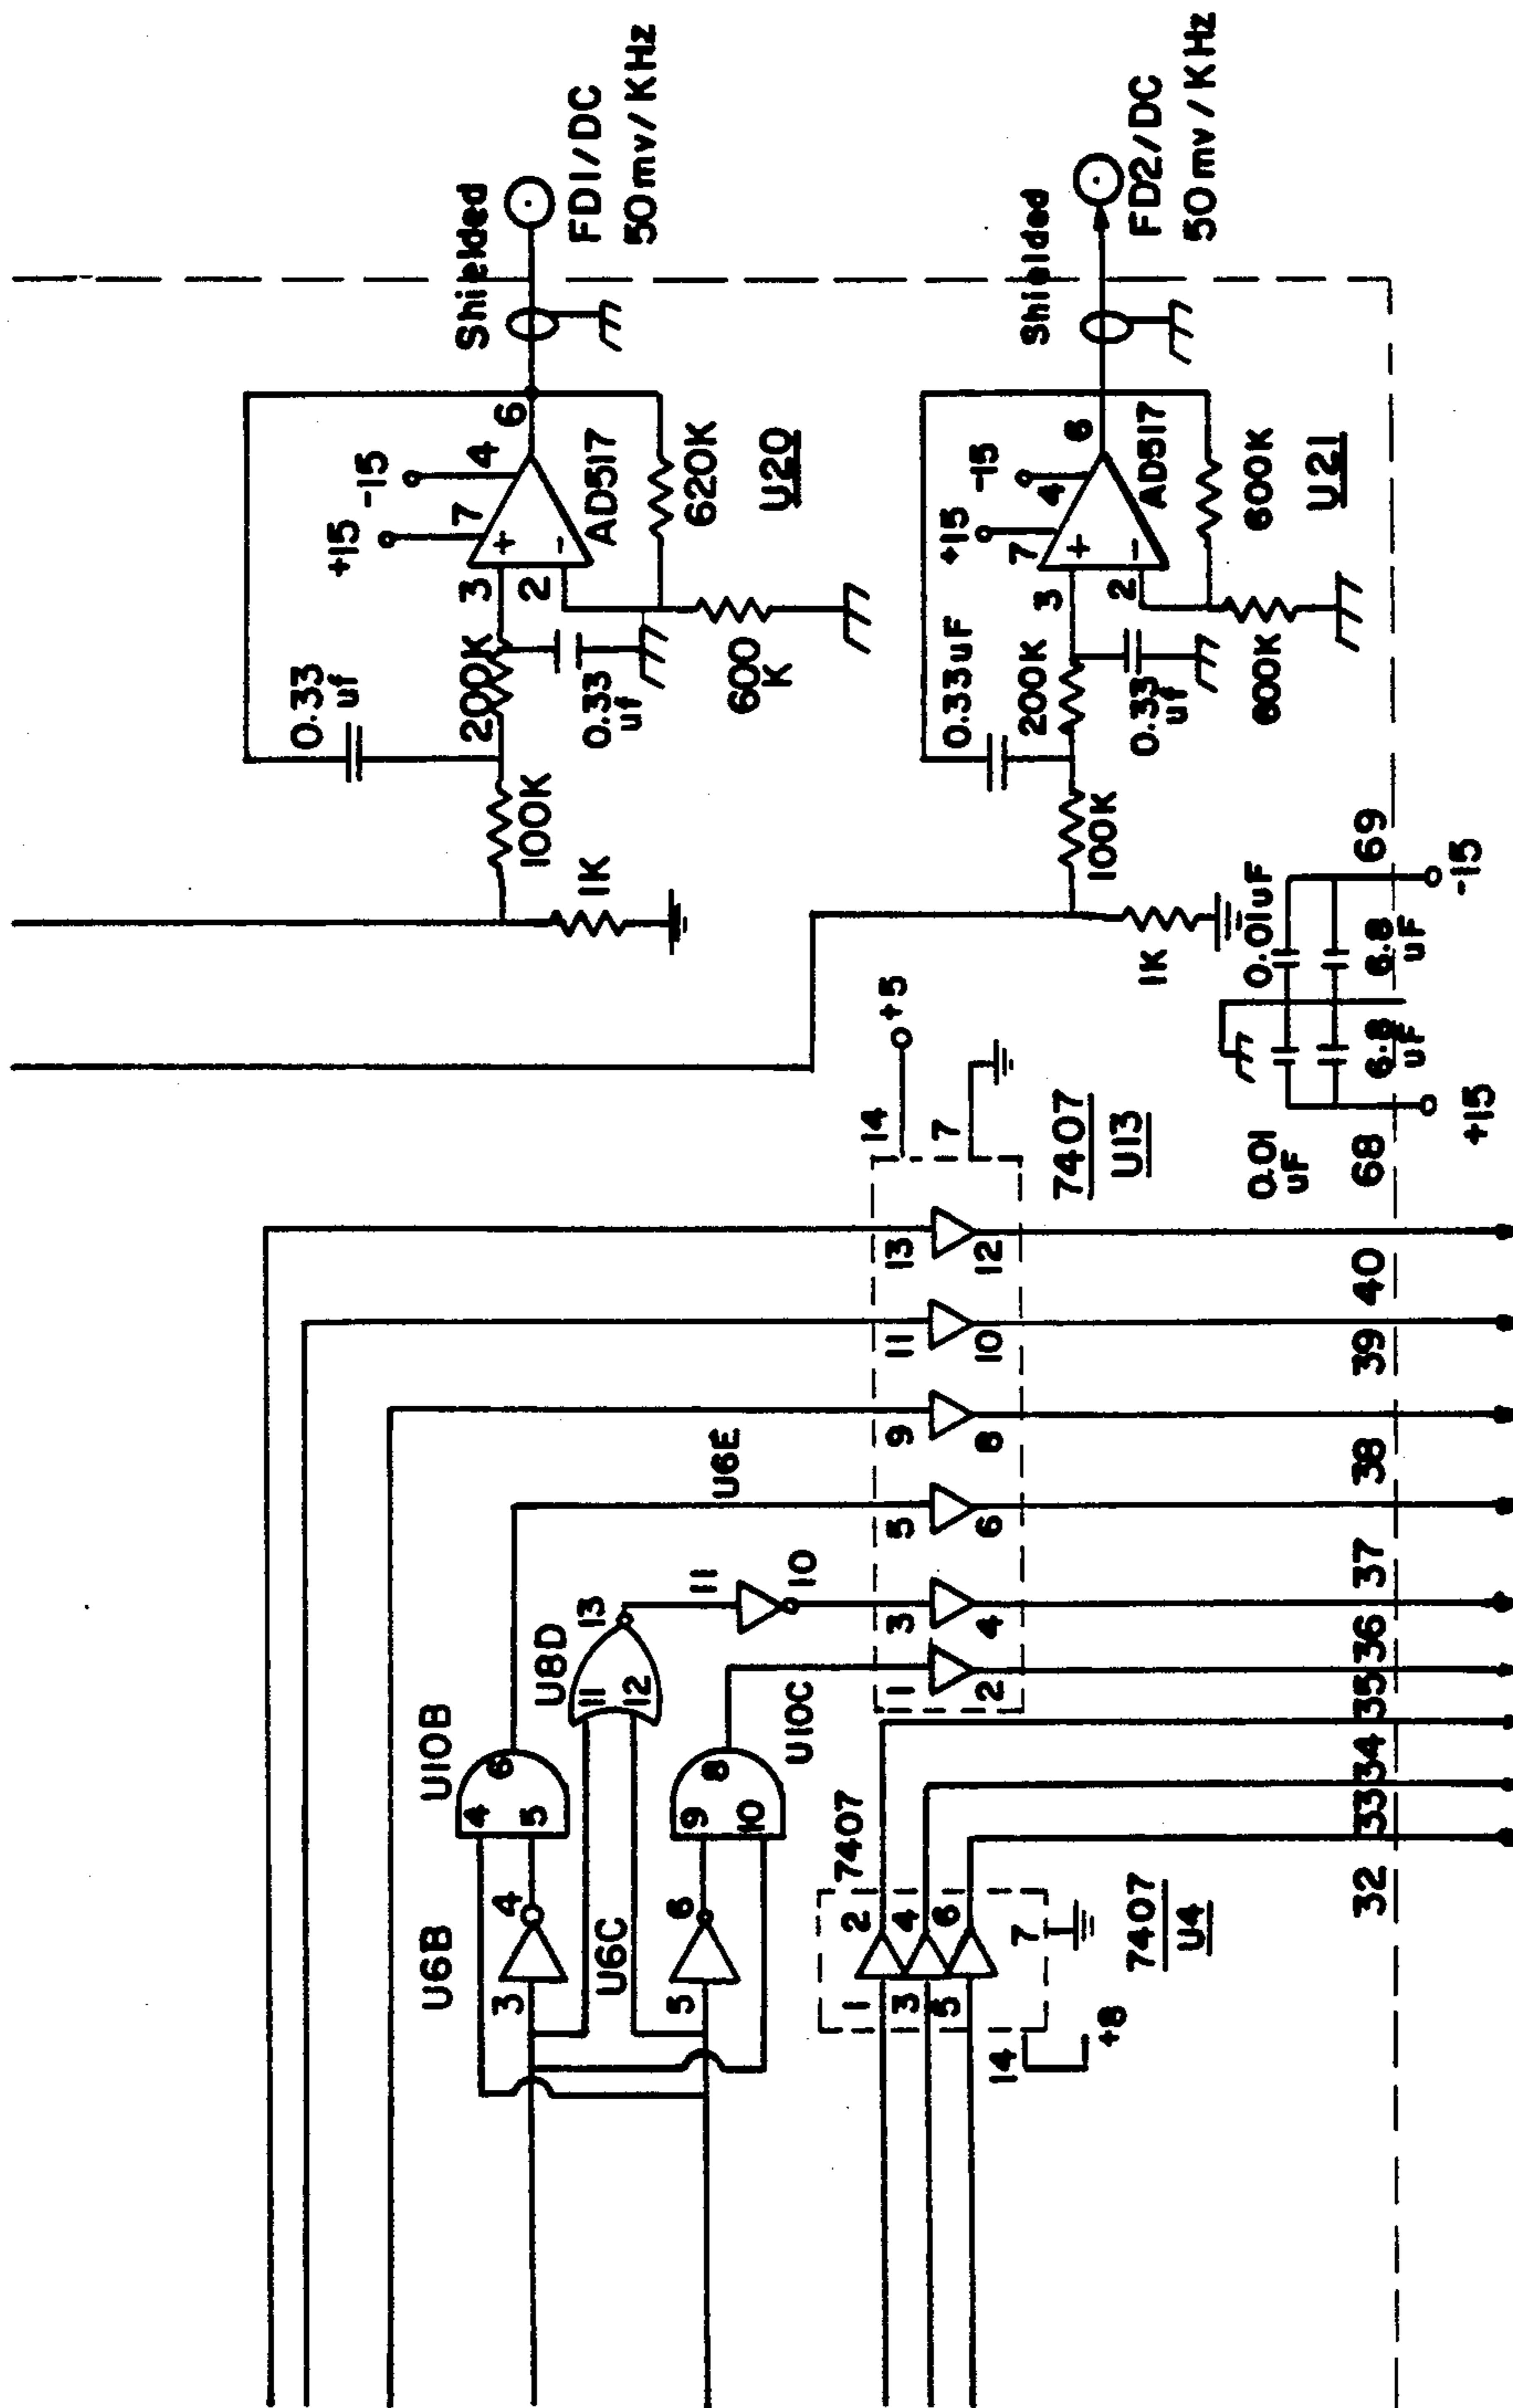 Shielded
FD1/DC
50mv/KHz
-15
+15
4
7
6
3
+
2
-
AD517
620K
U20
0.33
uf
200K
0.33
uf
600
K
100K
1K
Shielded
FD2/DC
50mv/KHz
-15
+15
4
7
6
3
+
2
-
AD517
600K
U21
0.33uF
200K
0.33
uf
600K
100K
1K
69
0.01uF
6.8
uF
-15
6.8
uF
+15
0.01
uF
68
+5
14
7
7407
U13
13
12
11
10
9
8
5
6
3
4
1
2
40
39
38
37
36
35
34
33
32
U6E
11
10
U8D
13
11
12
U10B
4
5
6
U10C
9
10
8
U6B
3
4
U6C
5
6
7407
1
2
3
4
5
6
7
14
+8
7407
U4